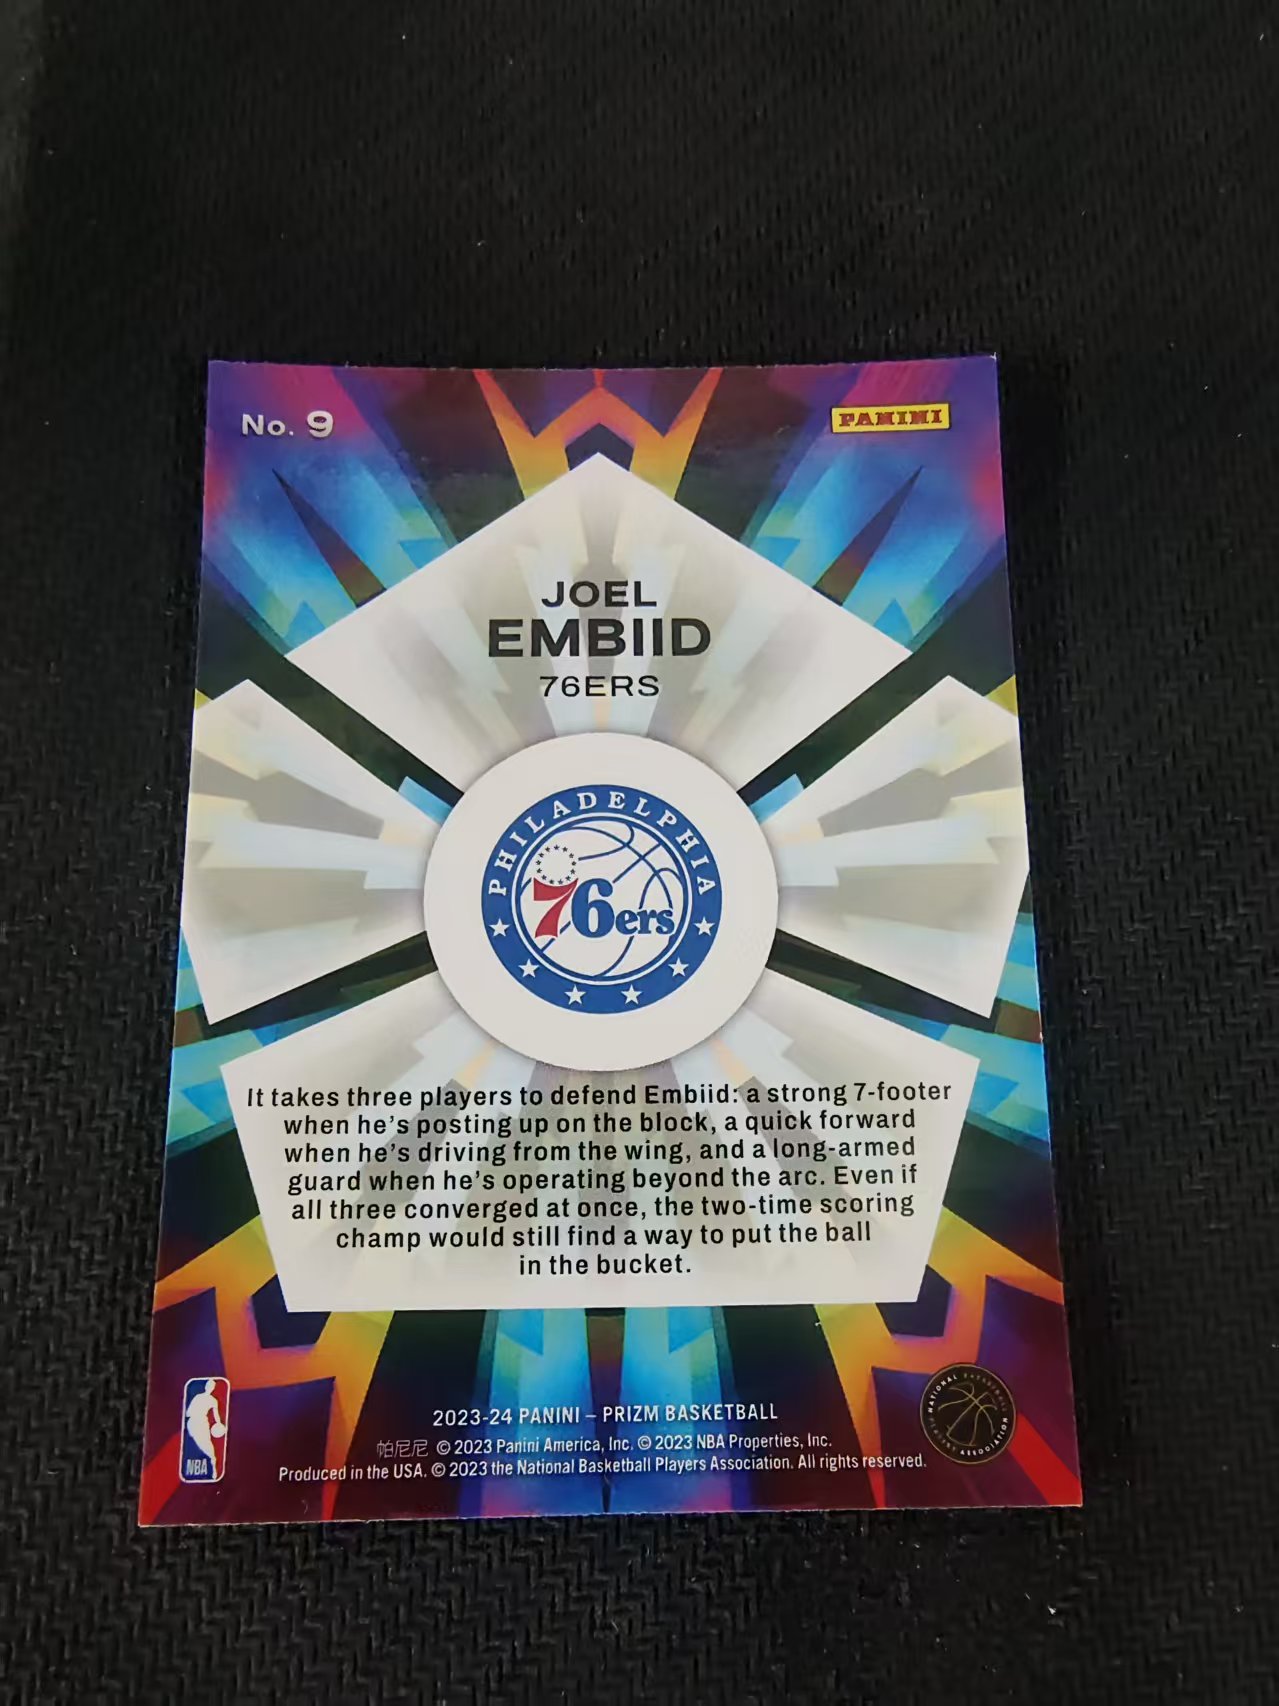 No. 9
PANINI
JOEL
EMBIID
76ERS
PHILADELPHIA
76ers
It takes three players to defend Embiid: a strong 7-footer
when he's posting up on the block, a quick forward
when he's driving from the wing, and a long-armed
guard when he's operating beyond the arc. Even if
all three converged at once, the two-time scoring
champ would still find a way to put the ball
in the bucket.
NBA
NATIONAL BASKETBALL
PLAYERS ASSOCIATION
2023-24 PANINI – PRIZM BASKETBALL
帕尼尼 © 2023 Panini America, Inc. © 2023 NBA Properties, Inc.
Produced in the USA. © 2023 the National Basketball Players Association. All rights reserved.